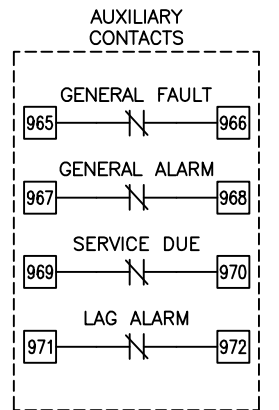 AUXILIARY
CONTACTS
GENERAL FAULT
965 966
GENERAL ALARM
967 968
SERVICE DUE
969 970
LAG ALARM
971 972